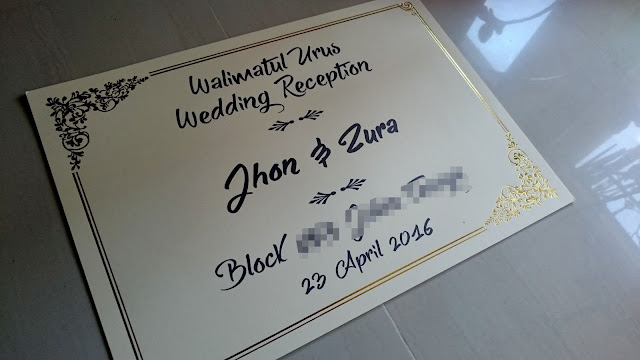 Walimatul Urus
Wedding Reception
Jhon & Zura
Block
23 April 2016